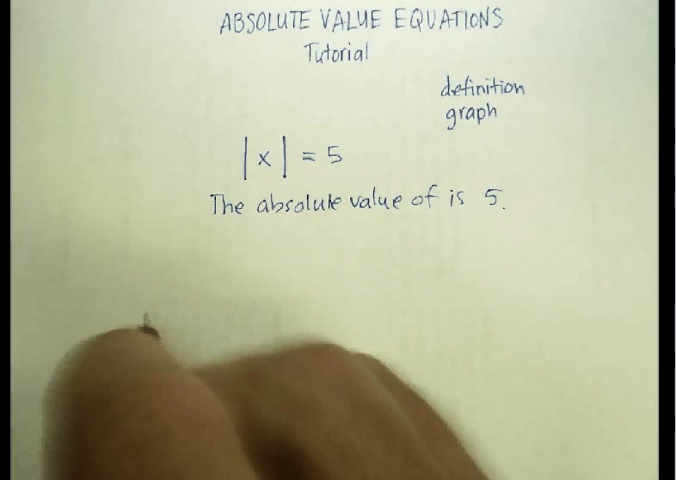 ABSOLUTE VALUE EQUATIONS
Tutorial
definition
graph
|x| = 5
The absolute value of is 5.